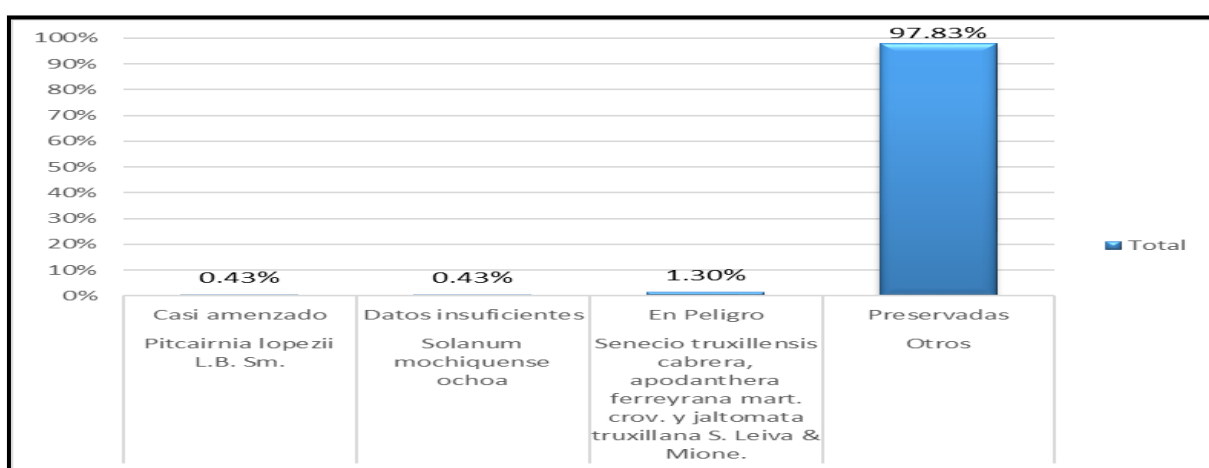 100%
90%
80%
70%
60%
50%
40%
30%
20%
10%
0%
0.43%
0.43%
1.30%
97.83%
Casi amenzado
Datos insuficientes
En Peligro
Preservadas
Pitcairnia lopezii
L.B. Sm.
Solanum
mochiquense
ochoa
Senecio truxillensis
cabrera,
apodanthera
ferreyrana mart.
crov. y jaltomata
truxillana S. Leiva &
Mione.
Otros
Total